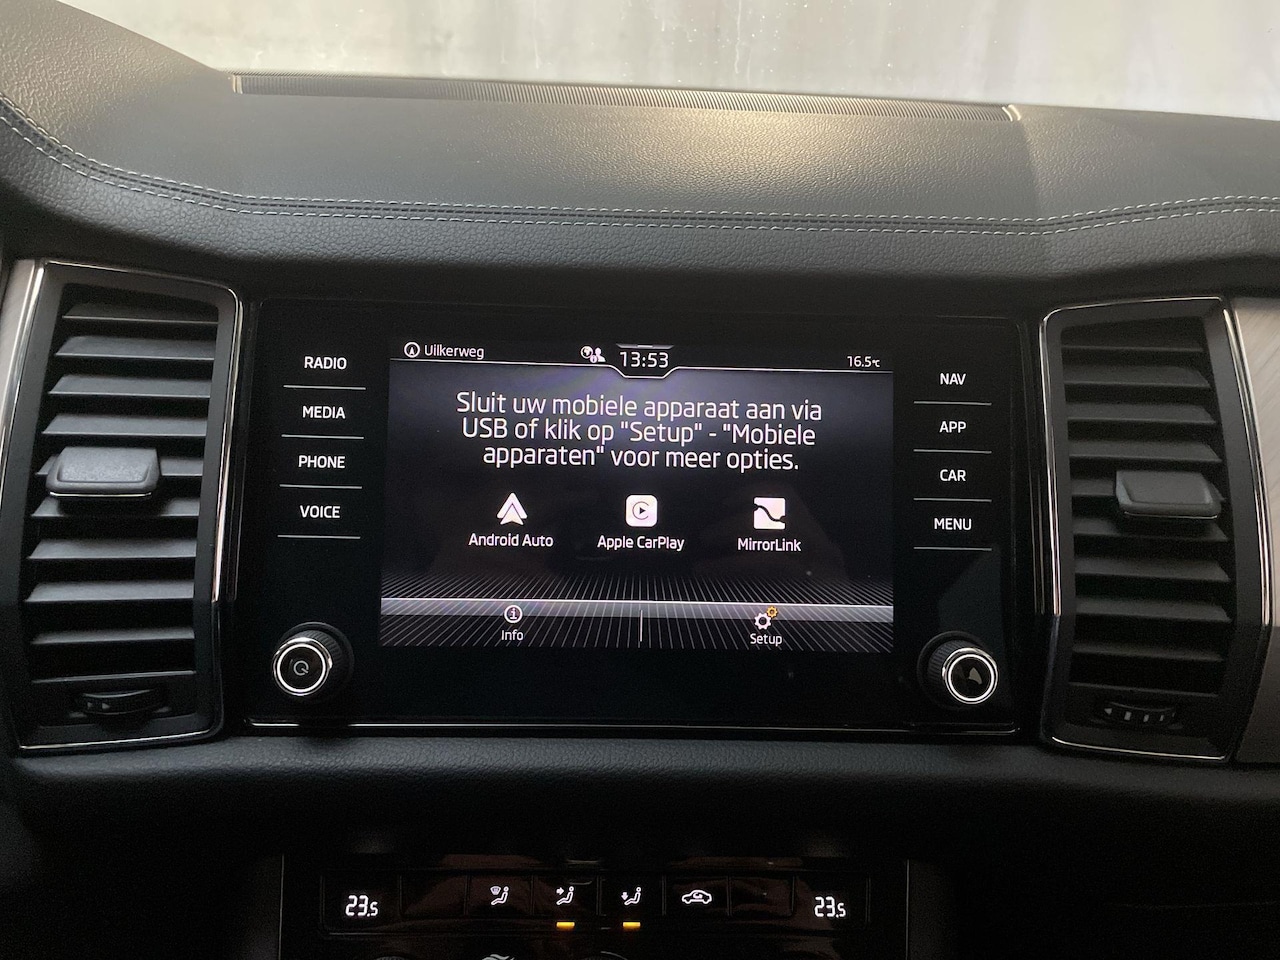 Uilkerweg 13:53 16.5°C
RADIO
MEDIA
PHONE
VOICE
Sluit uw mobiele apparaat aan via
USB of klik op "Setup" - "Mobiele
apparaten" voor meer opties.
Android Auto Apple CarPlay MirrorLink
Info Setup
NAV
APP
CAR
MENU
23.5 23.5